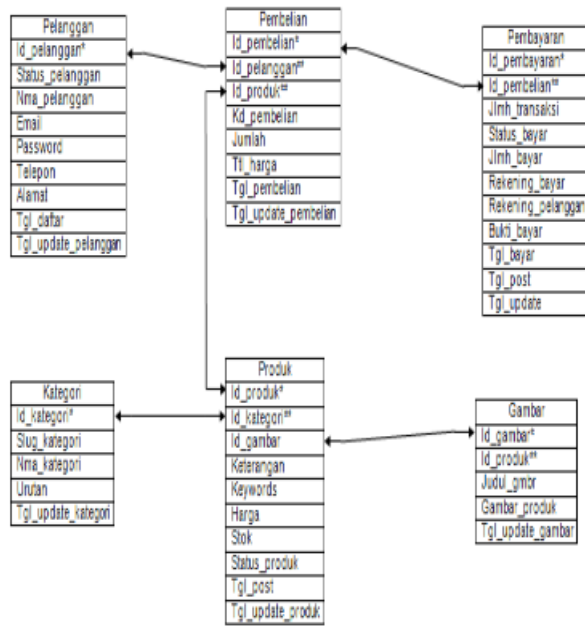 Pelanggan
Id_pelanggan*
Status_pelanggan
Nma_pelanggan
Email
Password
Telepon
Alamat
Tgl_daftar
Tgl_update_pelanggan
Pembelian
Id_pembelian*
Id_pelanggan**
Id_produk**
Kd_pembelian
Jumlah
Ttl_harga
Tgl_pembelian
Tgl_update_pembelian
Pembayaran
Id_pembayaran*
Id_pembelian**
Jlmh_transaksi
Status_bayar
Jlmh_bayar
Rekening_bayar
Rekening_pelanggan
Bukti_bayar
Tgl_bayar
Tgl_post
Tgl_update
Kategori
Id_kategori*
Slug_kategori
Nma_kategori
Urutan
Tgl_update_kategori
Produk
Id_produk*
Id_kategori**
Id_gambar
Keterangan
Keywords
Harga
Stok
Status_produk
Tgl_post
Tgl_update_produk
Gambar
Id_gambar*
Id_produk**
Judul_gmbr
Gambar_produk
Tgl_update_gambar